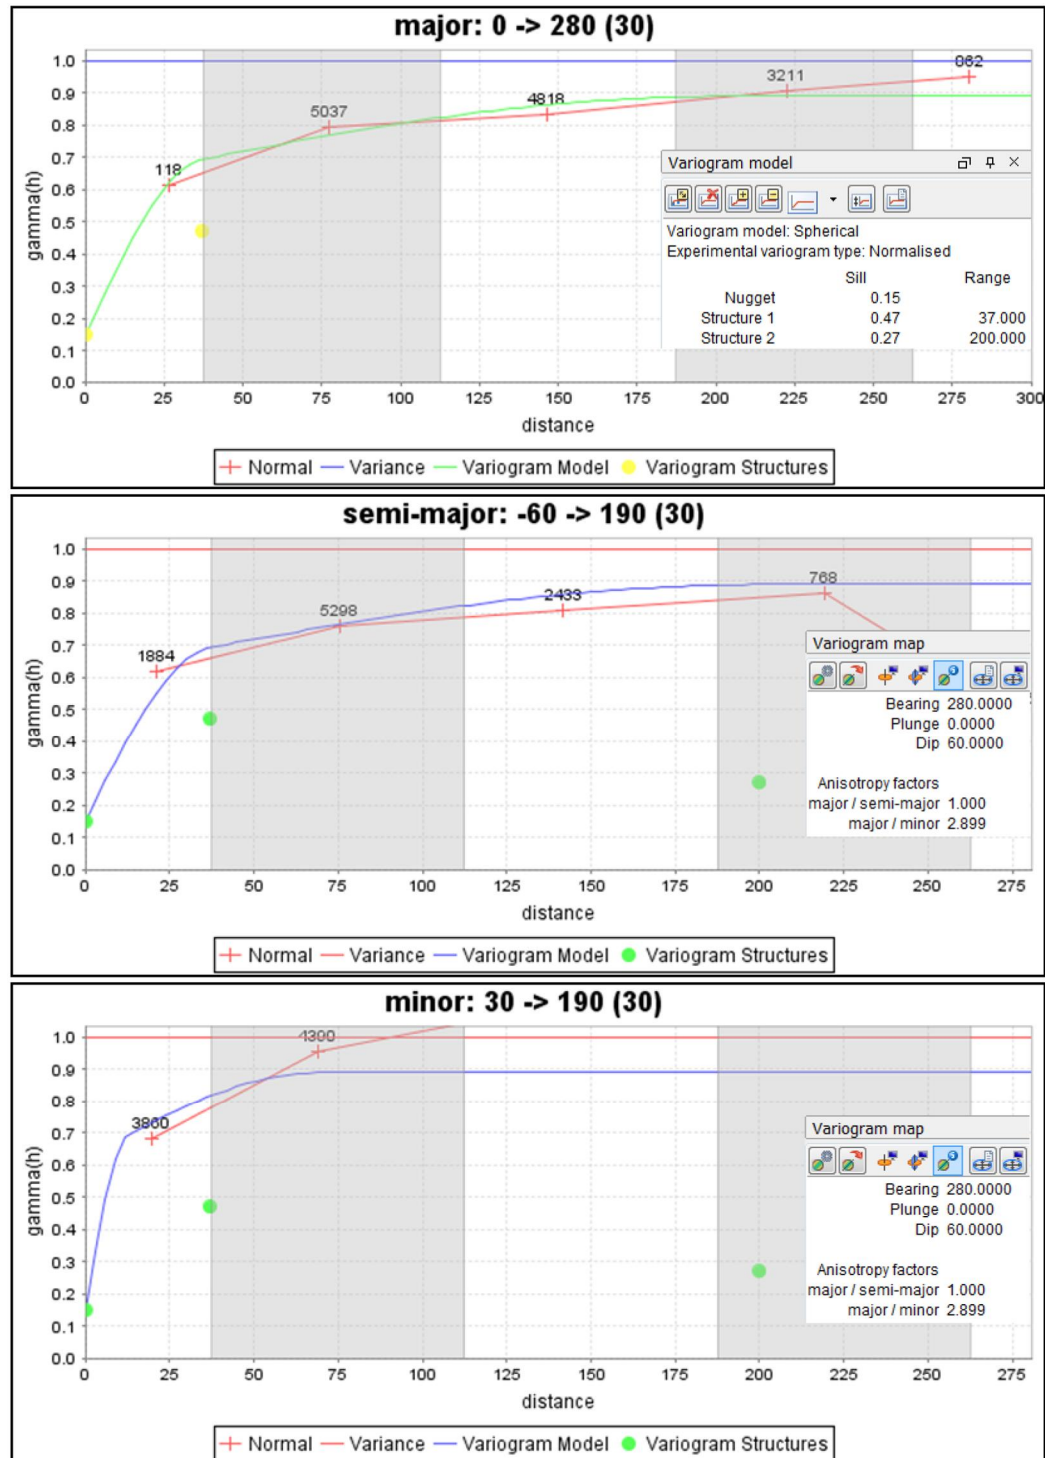 major: 0 -> 280 (30)
gamma(h)
1.0
0.9
0.8
0.7
0.6
0.5
0.4
0.3
0.2
0.1
0.0
118
5037
4818
3211
862
Variogram model
Variogram model: Spherical
Experimental variogram type: Normalised
Sill Range
Nugget 0.15
Structure 1 0.47 37.000
Structure 2 0.27 200.000
0 25 50 75 100 125 150 175 200 225 250 275 300
distance
Normal Variance Variogram Model Variogram Structures
semi-major: -60 -> 190 (30)
gamma(h)
1.0
0.9
0.8
0.7
0.6
0.5
0.4
0.3
0.2
0.1
0.0
1884
5298
2433
768
Variogram map
Bearing 280.0000
Plunge 0.0000
Dip 60.0000
Anisotropy factors
major / semi-major 1.000
major / minor 2.899
0 25 50 75 100 125 150 175 200 225 250 275
distance
Normal Variance Variogram Model Variogram Structures
minor: 30 -> 190 (30)
gamma(h)
1.0
0.9
0.8
0.7
0.6
0.5
0.4
0.3
0.2
0.1
0.0
3860
Variogram map
Bearing 280.0000
Plunge 0.0000
Dip 60.0000
Anisotropy factors
major / semi-major 1.000
major / minor 2.899
0 25 50 75 100 125 150 175 200 225 250 275
distance
Normal Variance Variogram Model Variogram Structures